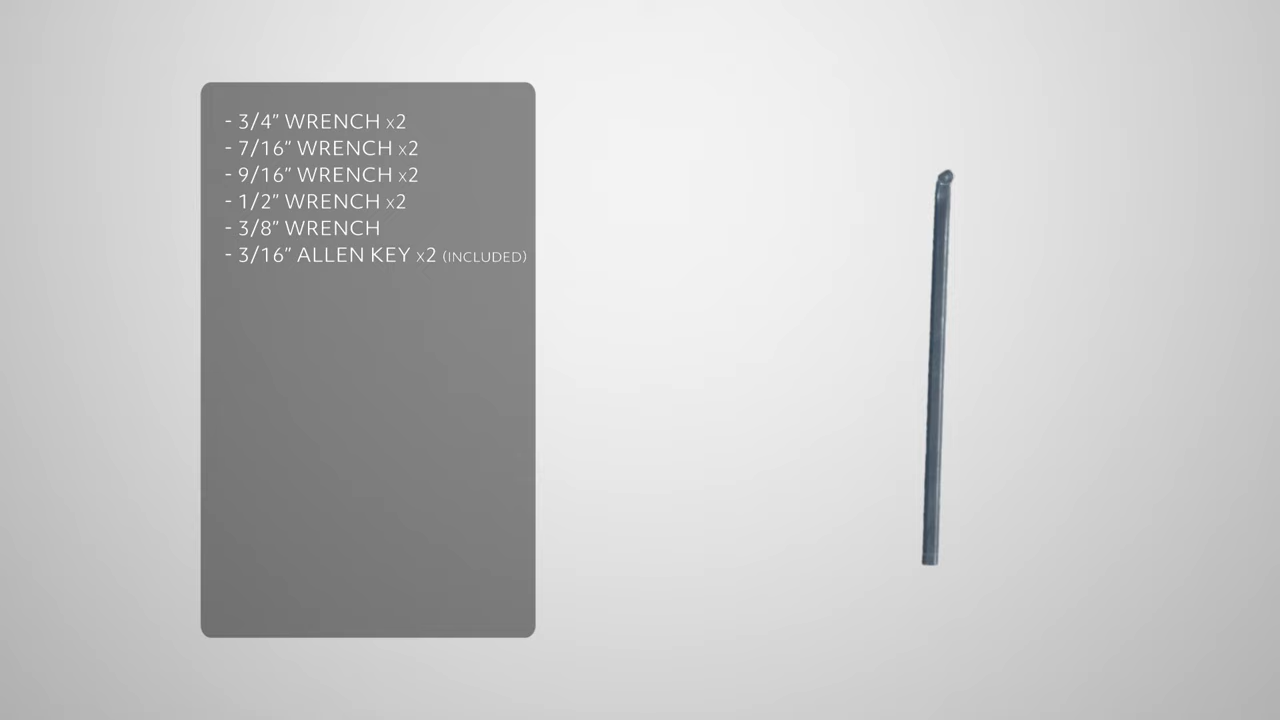 - 3/4” WRENCH x2
- 7/16” WRENCH x2
- 9/16” WRENCH x2
- 1/2” WRENCH x2
- 3/8” WRENCH
- 3/16” ALLEN KEY x2 (INCLUDED)